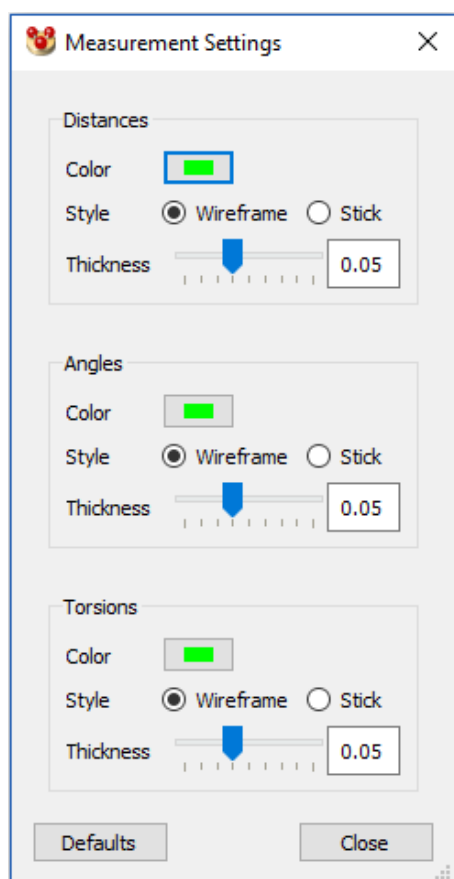 Measurement Settings
Distances
Color
Style Wireframe Stick
Thickness 0.05
Angles
Color
Style Wireframe Stick
Thickness 0.05
Torsions
Color
Style Wireframe Stick
Thickness 0.05
Defaults Close